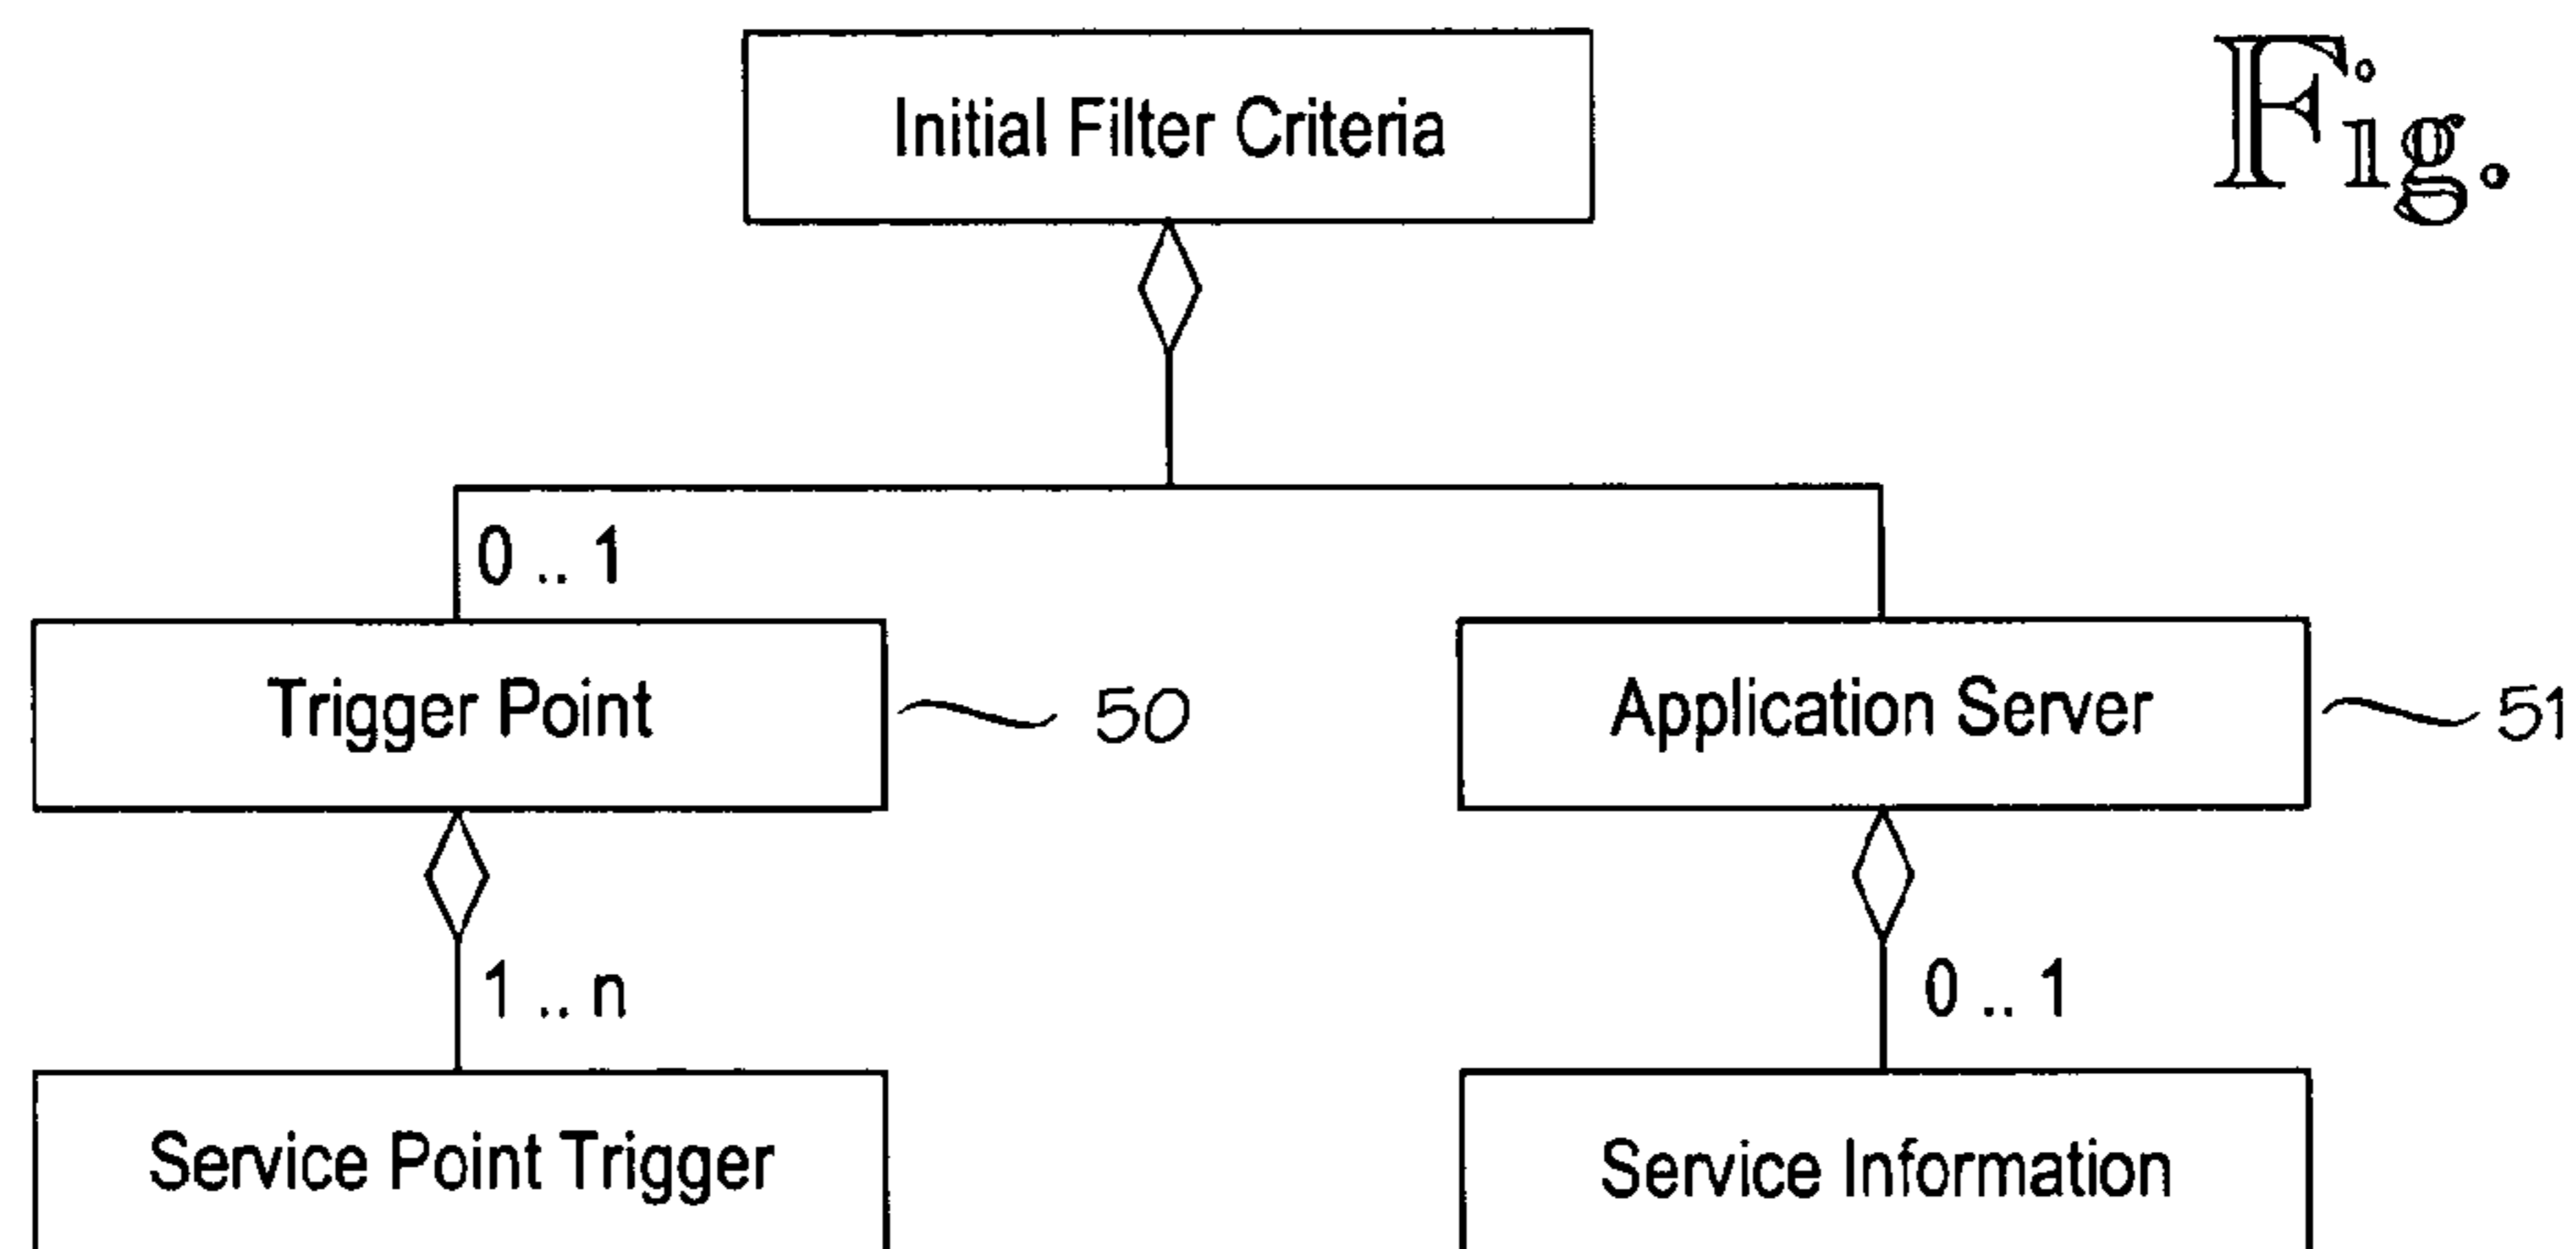 Fig.
Initial Filter Criteria
0 .. 1
Trigger Point
50
Application Server
51
1 .. n
0 .. 1
Service Point Trigger
Service Information